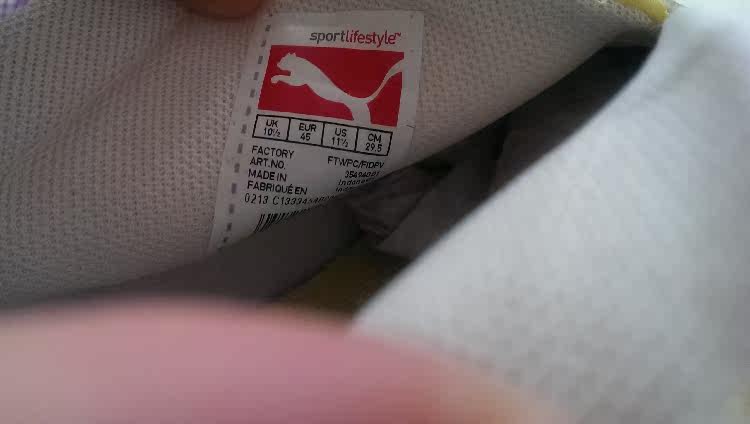 sportlifestyle™
UK EUR US CM
10½ 45 11½ 29.5
FACTORY FTWPC/FIDPV
ART.NO.
MADE IN Indonesia
FABRIQUÉ EN
0213